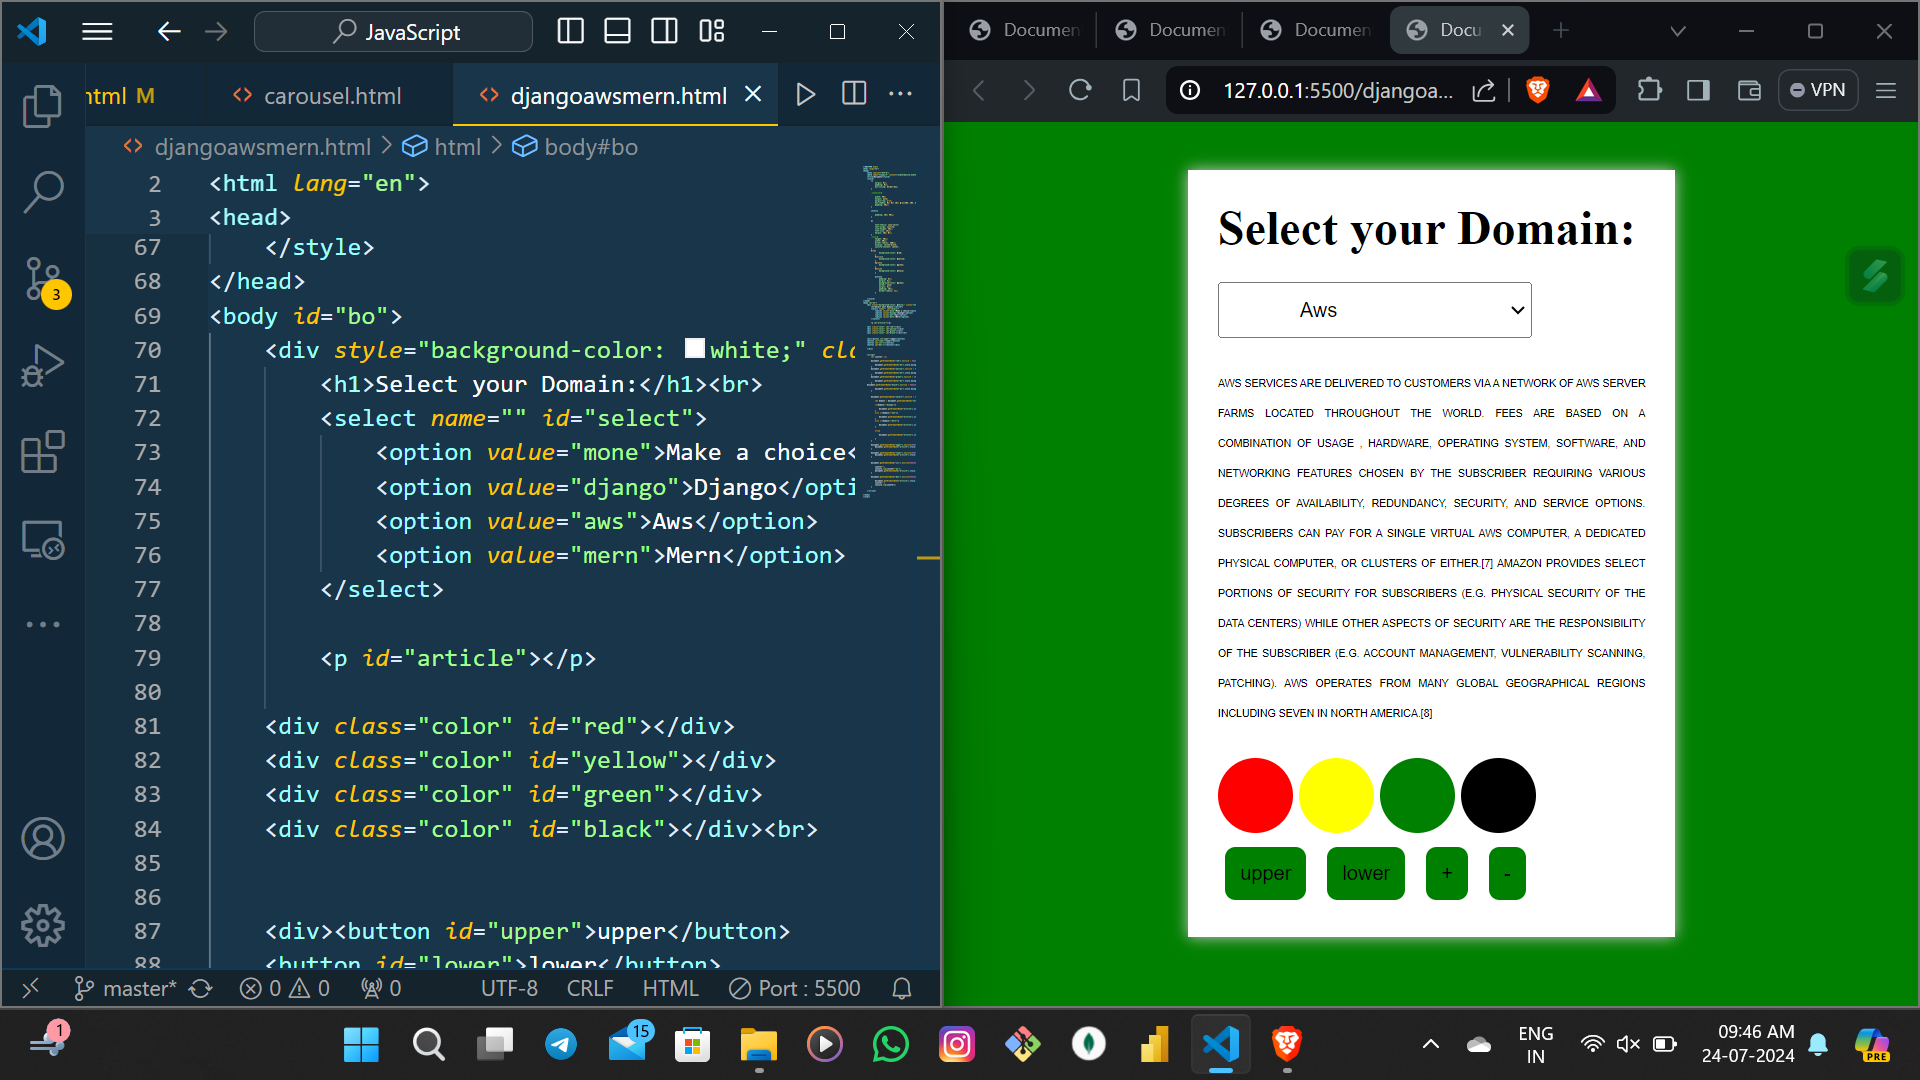 JavaScript
html M
carousel.html
djangoawsmern.html
djangoawsmern.html > html > body#bo
2 <html lang="en">
3 <head>
67 </style>
68 </head>
69 <body id="bo">
70 <div style="background-color: white;" cla
71 <h1>Select your Domain:</h1><br>
72 <select name="" id="select">
73 <option value="mone">Make a choice<
74 <option value="django">Django</opti
75 <option value="aws">Aws</option>
76 <option value="mern">Mern</option>
77 </select>
78
79 <p id="article"></p>
80
81 <div class="color" id="red"></div>
82 <div class="color" id="yellow"></div>
83 <div class="color" id="green"></div>
84 <div class="color" id="black"></div><br>
85
86
87 <div><button id="upper">upper</button>
88 <button id="lower">lower</button>
3
master* 0 0 0 UTF-8 CRLF HTML Port : 5500
Documen Documen Documen Docu
127.0.0.1:5500/djangoa... VPN
Select your Domain:
Aws
AWS SERVICES ARE DELIVERED TO CUSTOMERS VIA A NETWORK OF AWS SERVER
FARMS LOCATED THROUGHOUT THE WORLD. FEES ARE BASED ON A
COMBINATION OF USAGE , HARDWARE, OPERATING SYSTEM, SOFTWARE, AND
NETWORKING FEATURES CHOSEN BY THE SUBSCRIBER REQUIRING VARIOUS
DEGREES OF AVAILABILITY, REDUNDANCY, SECURITY, AND SERVICE OPTIONS.
SUBSCRIBERS CAN PAY FOR A SINGLE VIRTUAL AWS COMPUTER, A DEDICATED
PHYSICAL COMPUTER, OR CLUSTERS OF EITHER.[7] AMAZON PROVIDES SELECT
PORTIONS OF SECURITY FOR SUBSCRIBERS (E.G. PHYSICAL SECURITY OF THE
DATA CENTERS) WHILE OTHER ASPECTS OF SECURITY ARE THE RESPONSIBILITY
OF THE SUBSCRIBER (E.G. ACCOUNT MANAGEMENT, VULNERABILITY SCANNING,
PATCHING). AWS OPERATES FROM MANY GLOBAL GEOGRAPHICAL REGIONS
INCLUDING SEVEN IN NORTH AMERICA.[8]
upper lower + -
1
15
ENG
IN
09:46 AM
24-07-2024
PRE